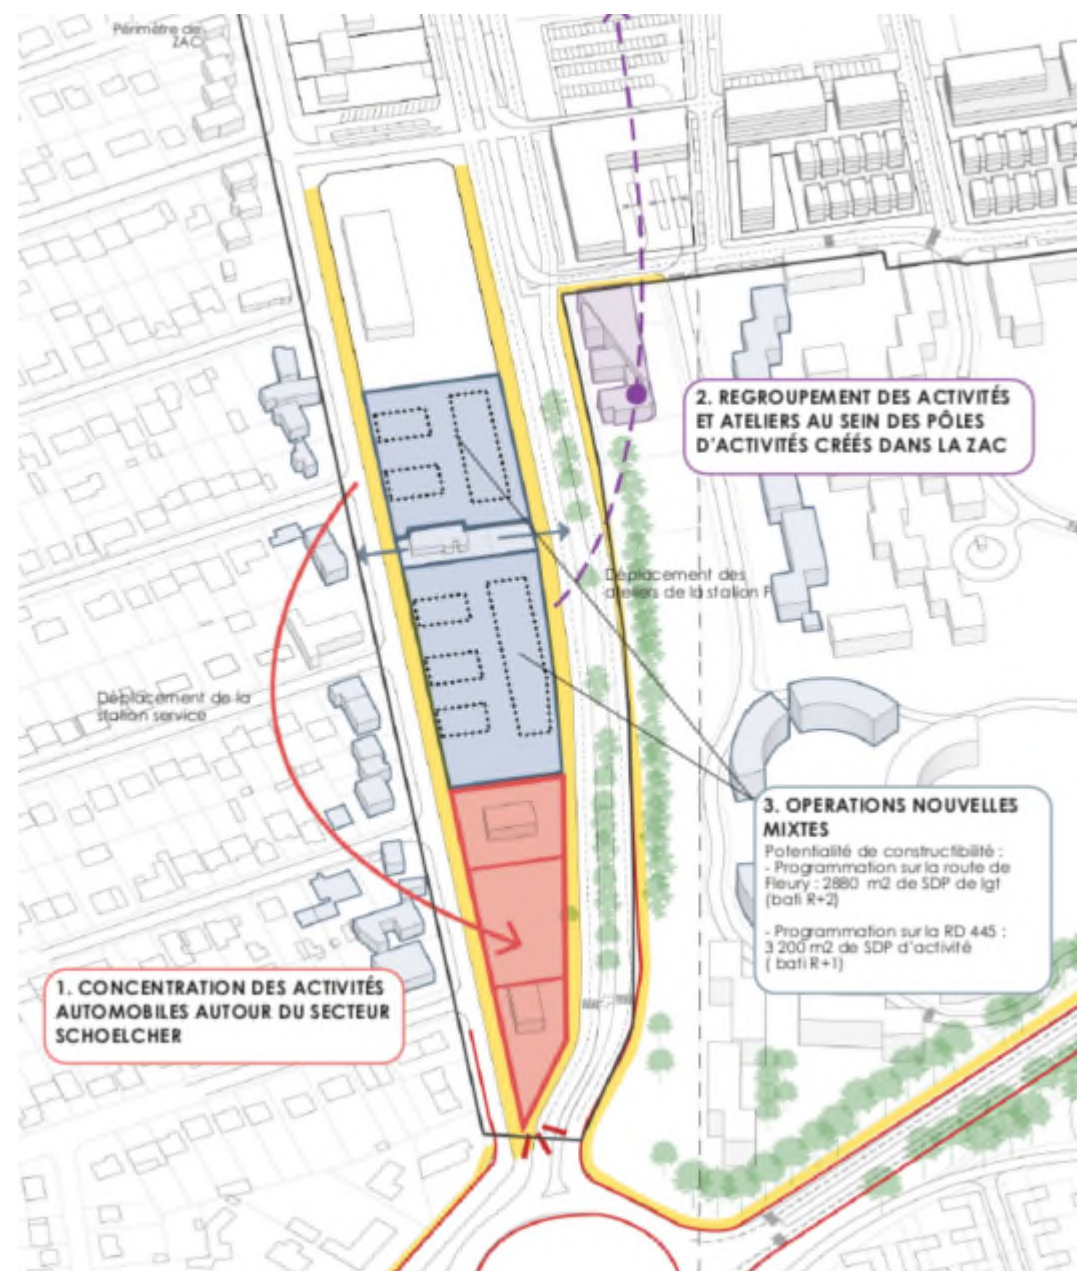 Périmètre de
ZAC
2. REGROUPEMENT DES ACTIVITÉS
ET ATELIERS AU SEIN DES PÔLES
D'ACTIVITÉS CRÉÉS DANS LA ZAC
Déplacement des
ateliers de la station F
Déplacement de la
station service
3. OPERATIONS NOUVELLES
MIXTES
Potentialité de constructibilité :
- Programmation sur la route de
Fleury : 2880 m2 de SDP de lgt
(bati R+2)
- Programmation sur la RD 445 :
3 200 m2 de SDP d'activité
( bati R+1)
1. CONCENTRATION DES ACTIVITÉS
AUTOMOBILES AUTOUR DU SECTEUR
SCHOELCHER